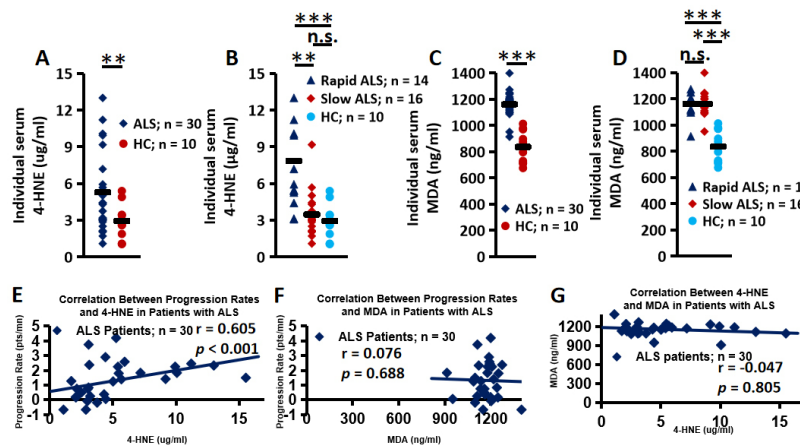 A
**
15
12
9
6
3
0
Individual serum
4-HNE (ug/ml)
ALS; n = 30
HC; n = 10
B
***
n.s.
**
15
12
9
6
3
0
Individual serum
4-HNE (ug/ml)
Rapid ALS; n = 14
Slow ALS; n = 16
HC; n = 10
C
***
1400
1200
1000
800
600
400
200
0
Individual serum
MDA (ng/ml)
ALS; n = 30
HC; n = 10
D
***
***
n.s.
1400
1200
1000
800
600
400
200
0
Individual serum
MDA (ng/ml)
Rapid ALS; n = 1
Slow ALS; n = 16
HC; n = 10
E
Correlation Between Progression Rates
and 4-HNE in Patients with ALS
ALS Patients; n = 30
r = 0.605
p < 0.001
Progression Rate (pts/mn)
5
4
3
2
1
0
-1
0
5
10
15
4-HNE (ug/ml)
F
Correlation Between Progression Rates
and MDA in Patients with ALS
ALS Patients; n = 30
r = 0.076
p = 0.688
Progression Rate (pts/mn)
5
4
3
2
1
0
-1
0
300
600
900
1200
MDA (ng/ml)
G
Correlation Between 4-HNE
and MDA in Patients with ALS
ALS patients; n = 30
r = -0.047
p = 0.805
MDA (ng/ml)
1200
900
600
300
0
0
5
10
15
4-HNE (ug/ml)